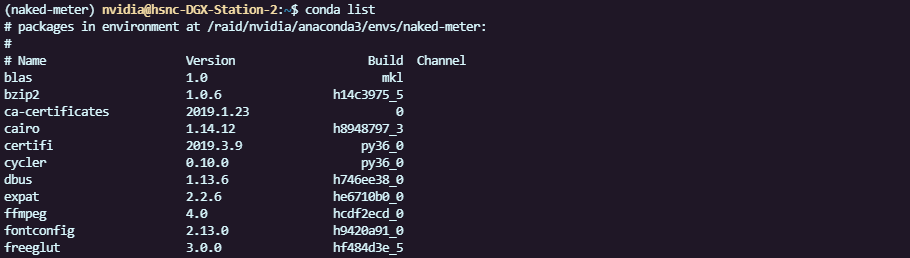 (naked-meter) nvidia@hsnc-DGX-Station-2:~$ conda list
# packages in environment at /raid/nvidia/anaconda3/envs/naked-meter:
#
# Name                    Version                   Build  Channel
blas                      1.0                         mkl
bzip2                     1.0.6                h14c3975_5
ca-certificates           2019.1.23                     0
cairo                     1.14.12              h8948797_3
certifi                   2019.3.9                 py36_0
cycler                    0.10.0                   py36_0
dbus                      1.13.6               h746ee38_0
expat                     2.2.6                he6710b0_0
ffmpeg                    4.0                  hcdf2ecd_0
fontconfig                2.13.0               h9420a91_0
freeglut                  3.0.0                hf484d3e_5